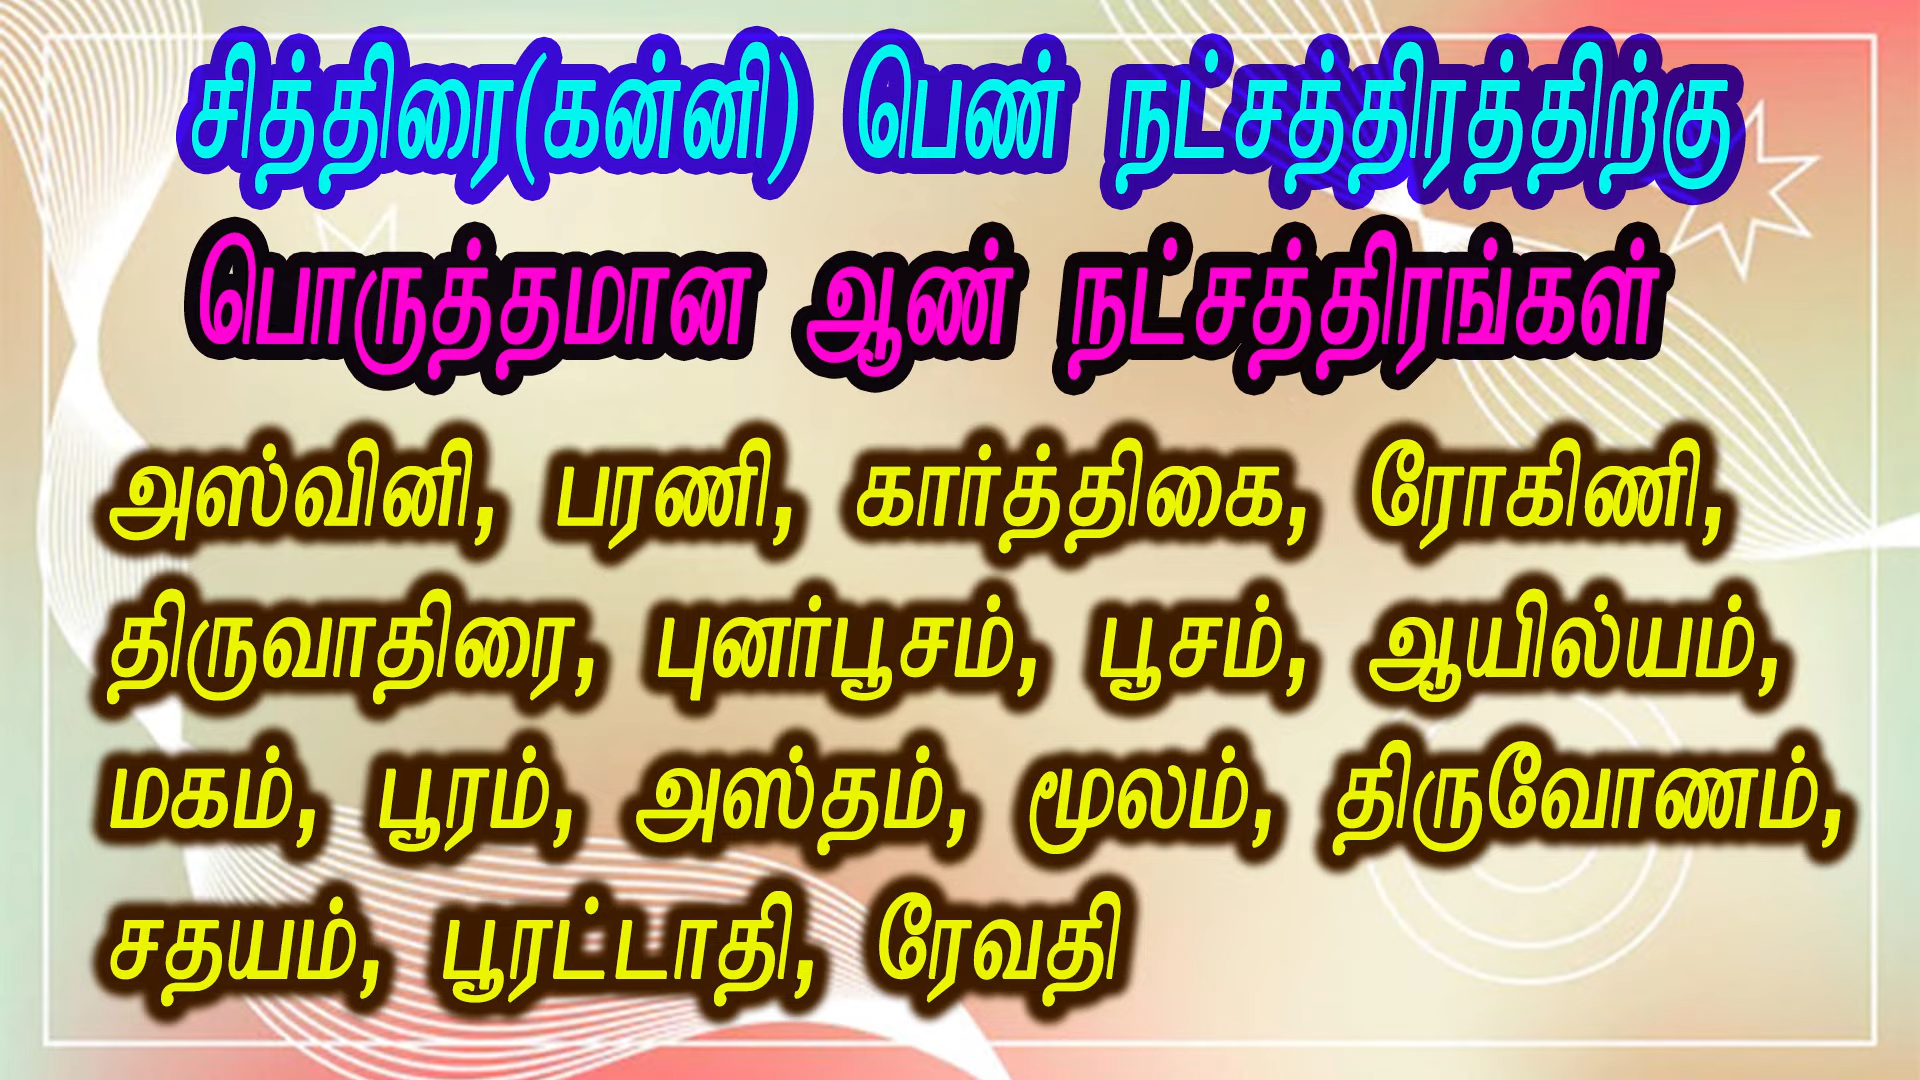 சித்திரை(கன்னி) பெண் நட்சத்திரத்திற்கு
பொருத்தமான ஆண் நட்சத்திரங்கள்
அஸ்வினி, பரணி, கார்த்திகை, ரோகிணி,
திருவாதிரை, புனர்பூசம், பூசம், ஆயில்யம்,
மகம், பூரம், அஸ்தம், மூலம், திருவோணம்,
சதயம், பூரட்டாதி, ரேவதி